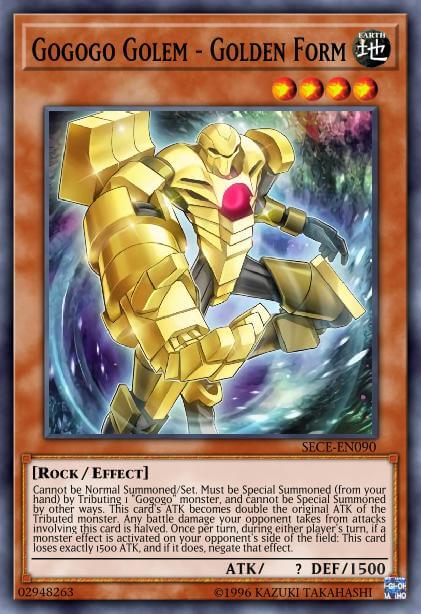 Gogogo Golem - Golden Form
EARTH
地
SECE-EN090
[Rock / Effect]
Cannot be Normal Summoned/Set. Must be Special Summoned (from your
hand) by Tributing 1 "Gogogo" monster, and cannot be Special Summoned
by other ways. This card's ATK becomes double the original ATK of the
Tributed monster. Any battle damage your opponent takes from attacks
involving this card is halved. Once per turn, during either player's turn, if a
monster effect is activated on your opponent's side of the field: This card
loses exactly 1500 ATK, and if it does, negate that effect.
ATK/ ? DEF/1500
02948263
©1996 KAZUKI TAKAHASHI